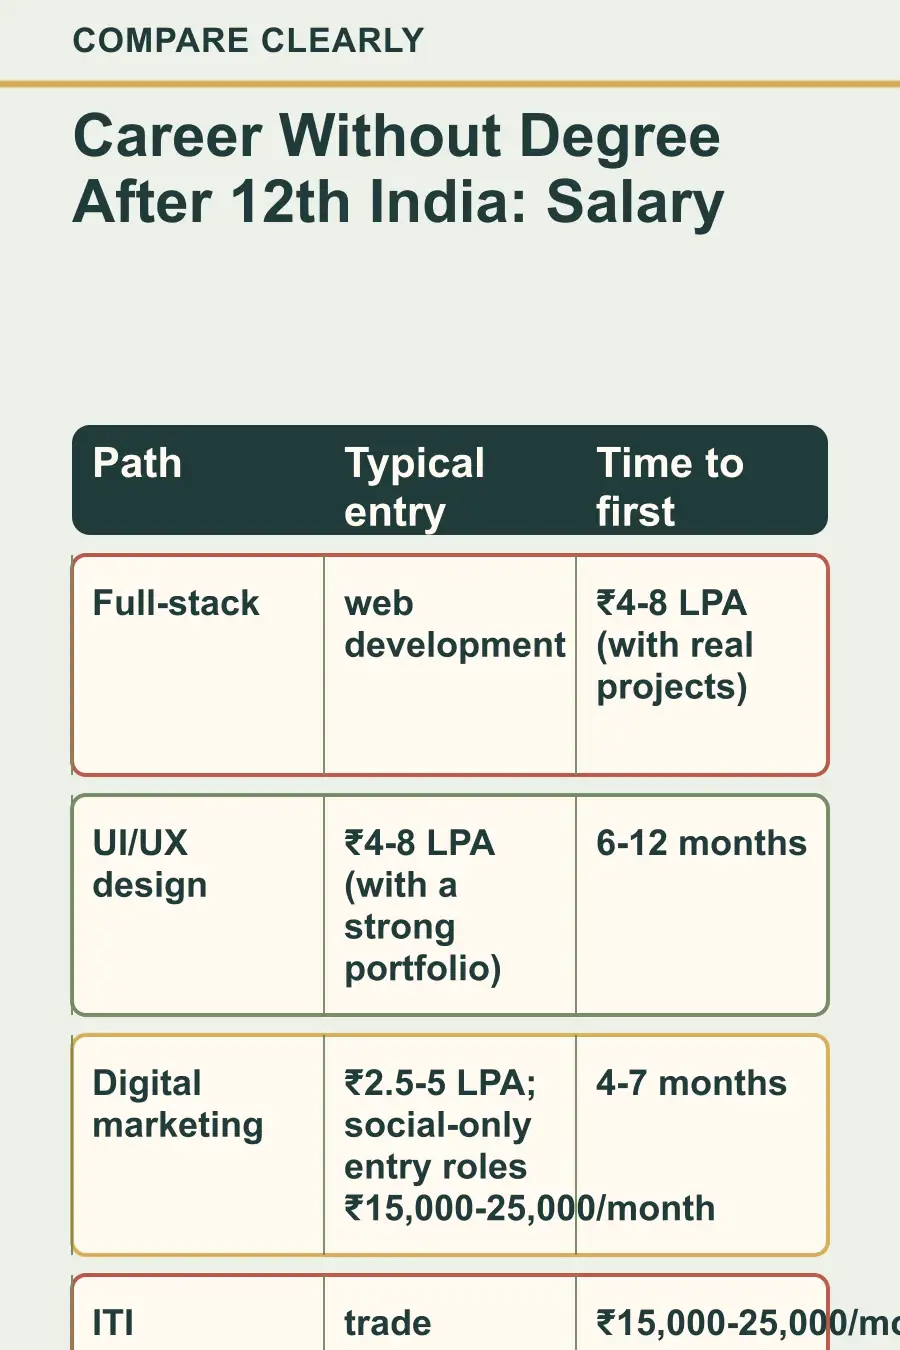 COMPARE CLEARLY
Career Without Degree
After 12th India: Salary
Path
Typical
entry
Time to
first
Full-stack
web
development
₹4-8 LPA
(with real
projects)
UI/UX
design
₹4-8 LPA
(with a
strong
portfolio)
6-12 months
Digital
marketing
₹2.5-5 LPA;
social-only
entry roles
₹15,000-25,000/month
4-7 months
ITI
trade
₹15,000-25,000/mo